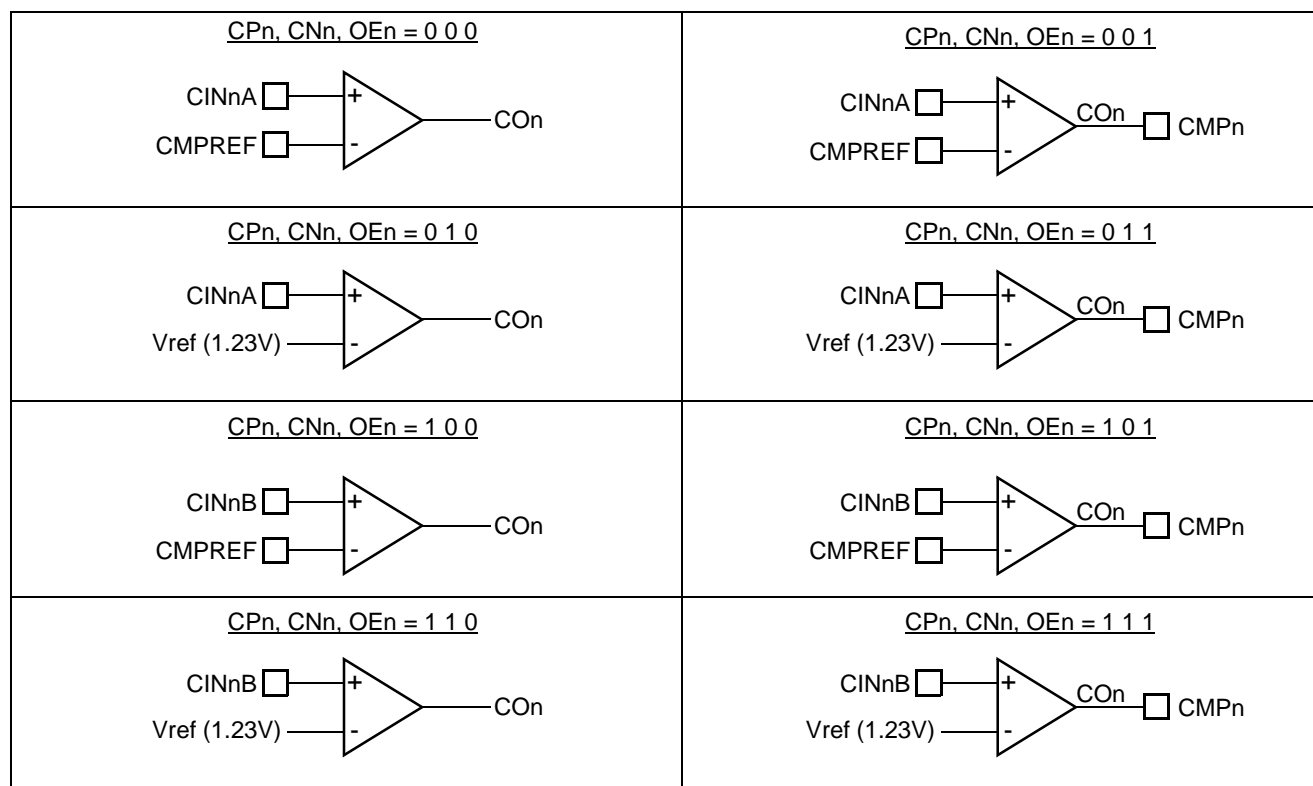 CPn, CNn, OEn = 0 0 0
CINnA
+
CMPREF
-
COn
CPn, CNn, OEn = 0 0 1
CINnA
+
CMPREF
-
COn
CMPn
CPn, CNn, OEn = 0 1 0
CINnA
+
Vref (1.23V)
-
COn
CPn, CNn, OEn = 0 1 1
CINnA
+
Vref (1.23V)
-
COn
CMPn
CPn, CNn, OEn = 1 0 0
CINnB
+
CMPREF
-
COn
CPn, CNn, OEn = 1 0 1
CINnB
+
CMPREF
-
COn
CMPn
CPn, CNn, OEn = 1 1 0
CINnB
+
Vref (1.23V)
-
COn
CPn, CNn, OEn = 1 1 1
CINnB
+
Vref (1.23V)
-
COn
CMPn